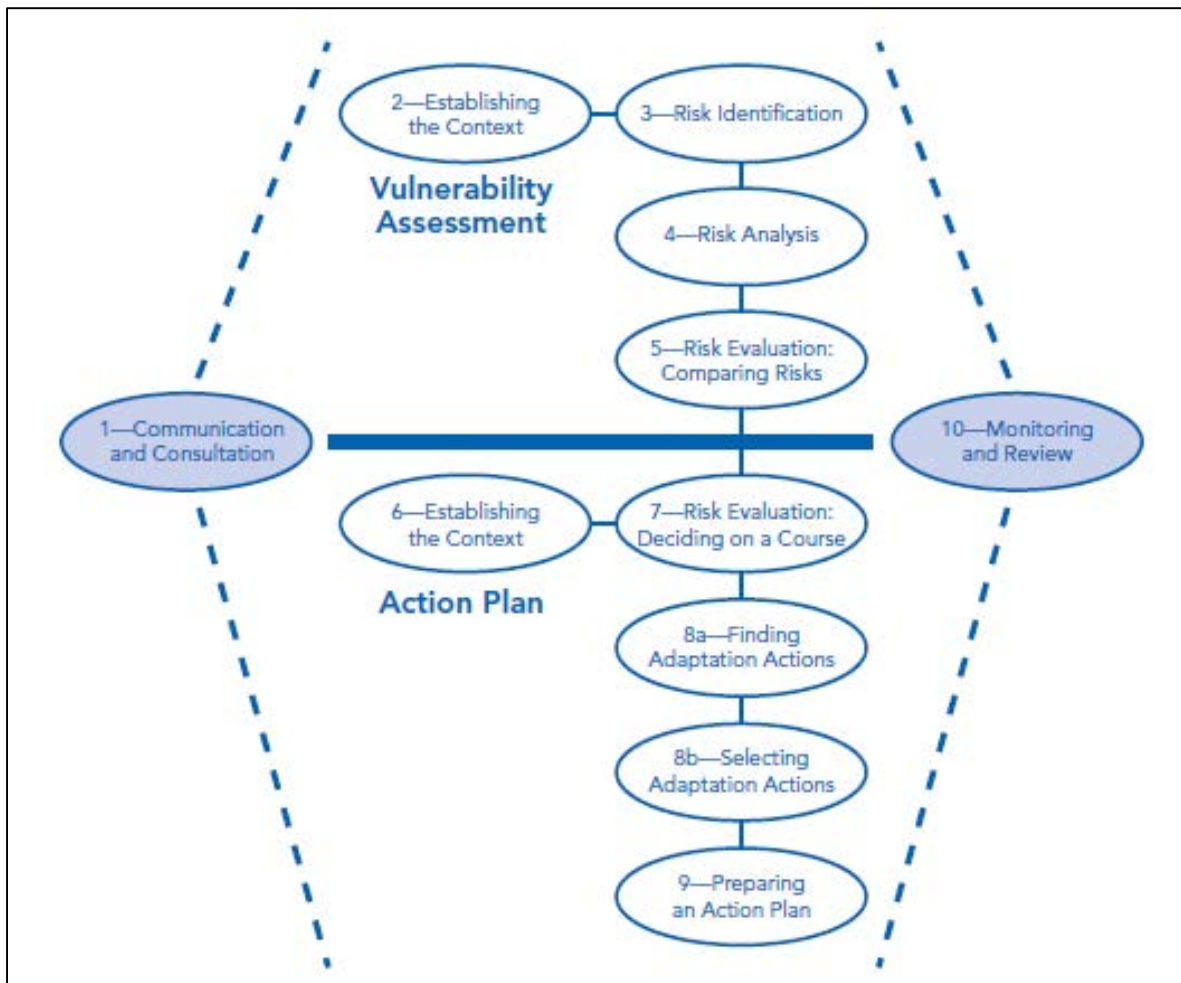 2—Establishing
the Context
3—Risk Identification
Vulnerability
Assessment
4—Risk Analysis
5—Risk Evaluation:
Comparing Risks
1—Communication
and Consultation
10—Monitoring
and Review
6—Establishing
the Context
7—Risk Evaluation:
Deciding on a Course
Action Plan
8a—Finding
Adaptation Actions
8b—Selecting
Adaptation Actions
9—Preparing
an Action Plan